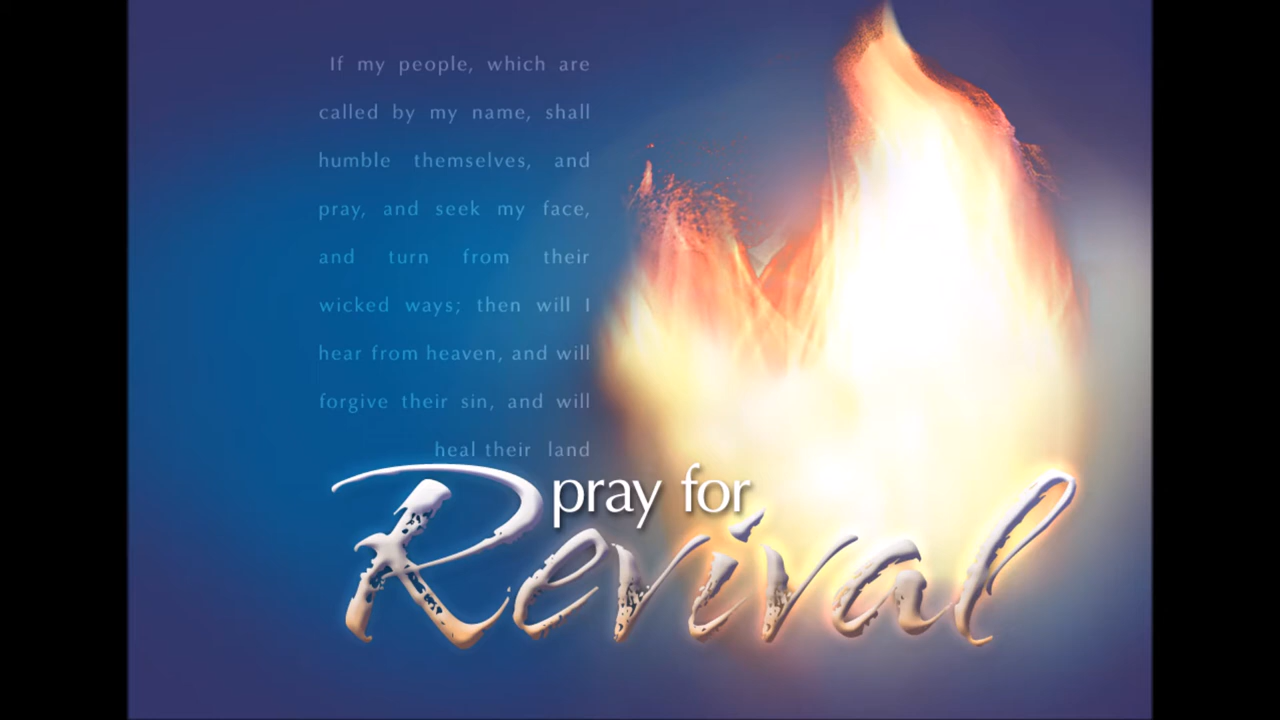 If my people, which are
called by my name, shall
humble themselves, and
pray, and seek my face,
and turn from their
wicked ways; then will I
hear from heaven, and will
forgive their sin, and will
heal their land
pray for
Revival